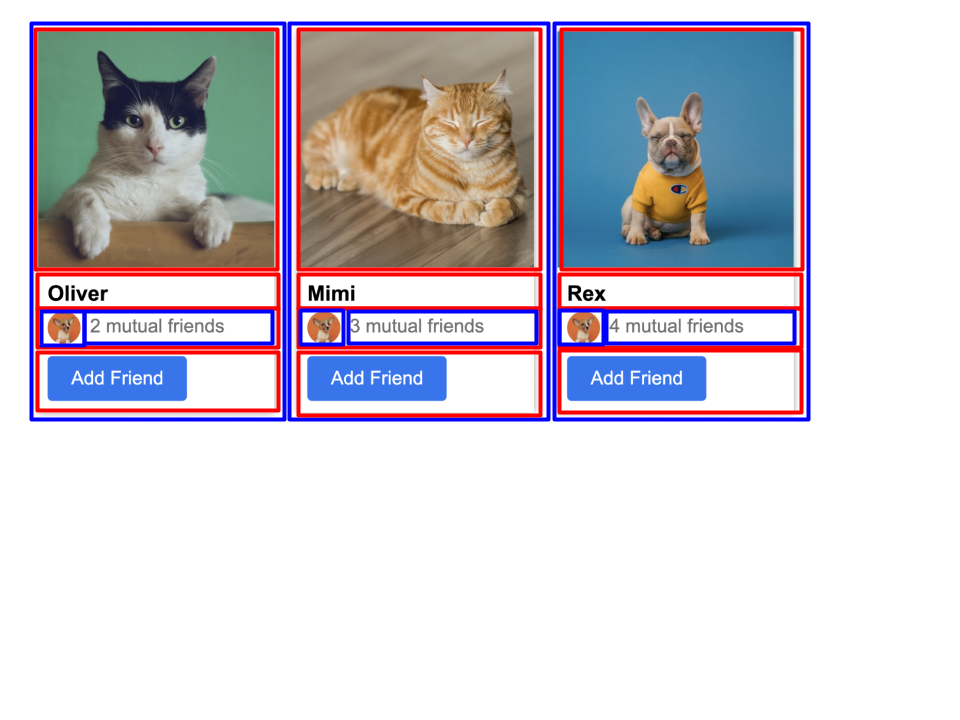 Oliver
2 mutual friends
Add Friend
Mimi
3 mutual friends
Add Friend
Rex
4 mutual friends
Add Friend